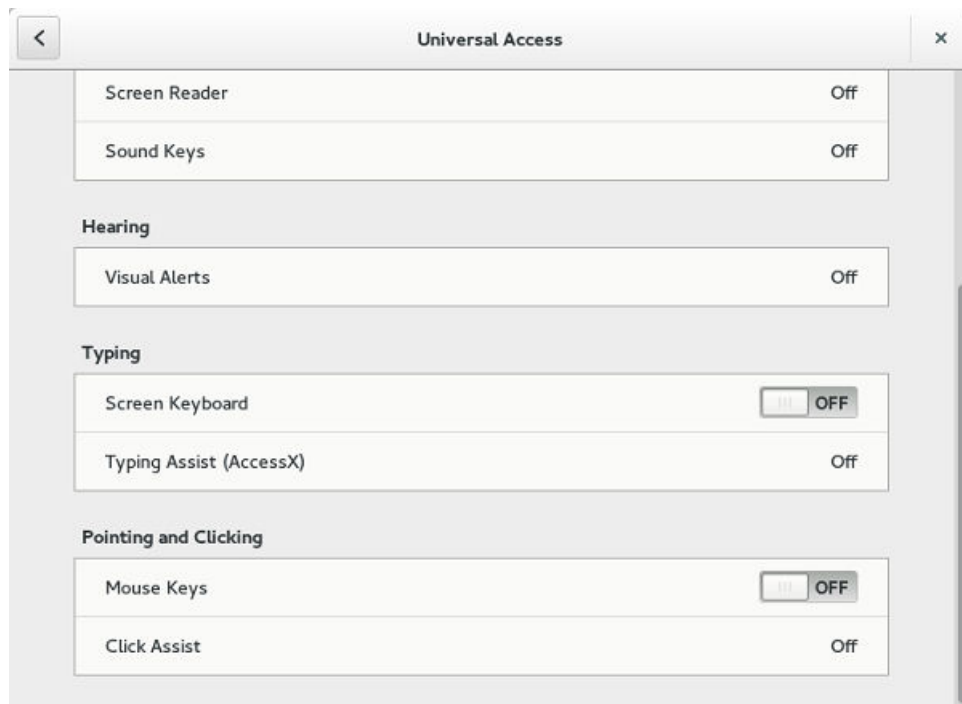 Universal Access
Screen Reader Off
Sound Keys Off
Hearing
Visual Alerts Off
Typing
Screen Keyboard OFF
Typing Assist (AccessX) Off
Pointing and Clicking
Mouse Keys OFF
Click Assist Off